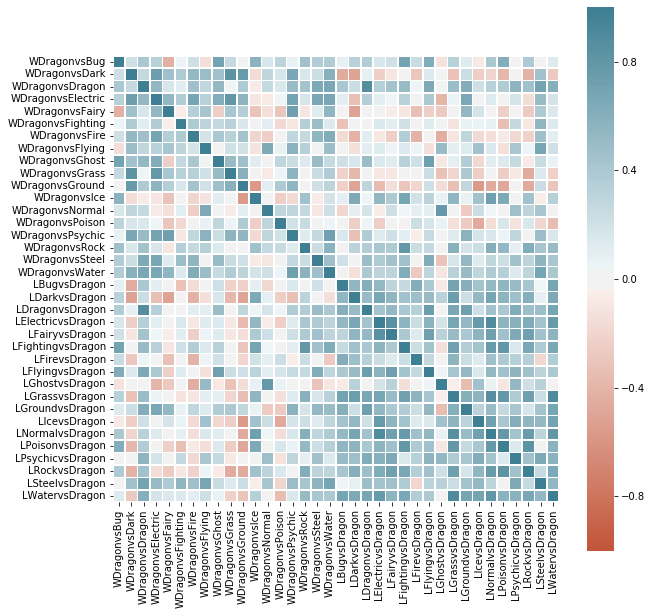 WDragonvsBug
WDragonvsDark
WDragonvsDragon
WDragonvsElectric
WDragonvsFairy
WDragonvsFighting
WDragonvsFire
WDragonvsFlying
WDragonvsGhost
WDragonvsGrass
WDragonvsGround
WDragonvsIce
WDragonvsNormal
WDragonvsPoison
WDragonvsPsychic
WDragonvsRock
WDragonvsSteel
WDragonvsWater
LBugvsDragon
LDarkvsDragon
LDragonvsDragon
LElectricvsDragon
LFairyvsDragon
LFightingvsDragon
LFirevsDragon
LFlyingvsDragon
LGhostvsDragon
LGrassvsDragon
LGroundvsDragon
LIcevsDragon
LNormalvsDragon
LPoisonvsDragon
LPsychicvsDragon
LRockvsDragon
LSteelvsDragon
LWatervsDragon
WDragonvsBug
WDragonvsDark
WDragonvsDragon
WDragonvsElectric
WDragonvsFairy
WDragonvsFighting
WDragonvsFire
WDragonvsFlying
WDragonvsGhost
WDragonvsGrass
WDragonvsGround
WDragonvsIce
WDragonvsNormal
WDragonvsPoison
WDragonvsPsychic
WDragonvsRock
WDragonvsSteel
WDragonvsWater
LBugvsDragon
LDarkvsDragon
LDragonvsDragon
LElectricvsDragon
LFairyvsDragon
LFightingvsDragon
LFirevsDragon
LFlyingvsDragon
LGhostvsDragon
LGrassvsDragon
LGroundvsDragon
LIcevsDragon
LNormalvsDragon
LPoisonvsDragon
LPsychicvsDragon
LRockvsDragon
LSteelvsDragon
LWatervsDragon
0.8
0.4
0.0
−0.4
−0.8